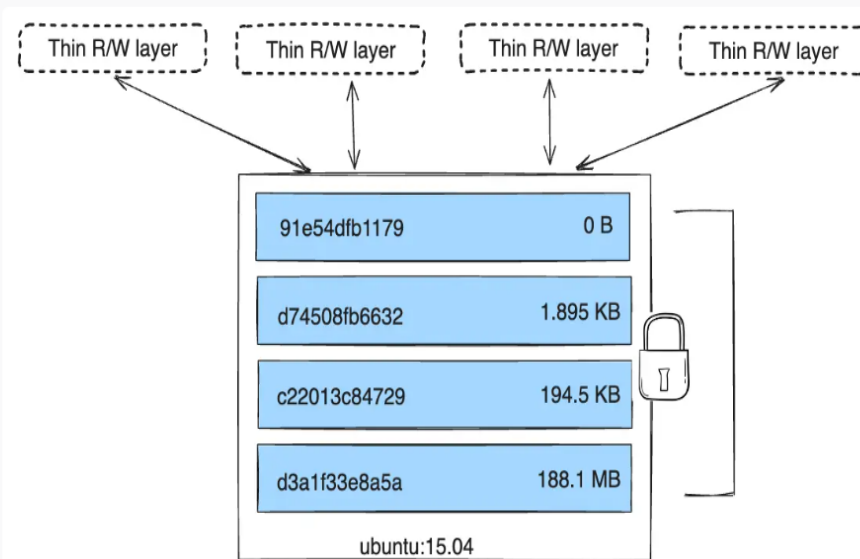 Thin R/W layer
Thin R/W layer
Thin R/W layer
Thin R/W layer
91e54dfb1179 0 B
d74508fb6632 1.895 KB
c22013c84729 194.5 KB
d3a1f33e8a5a 188.1 MB
ubuntu:15.04